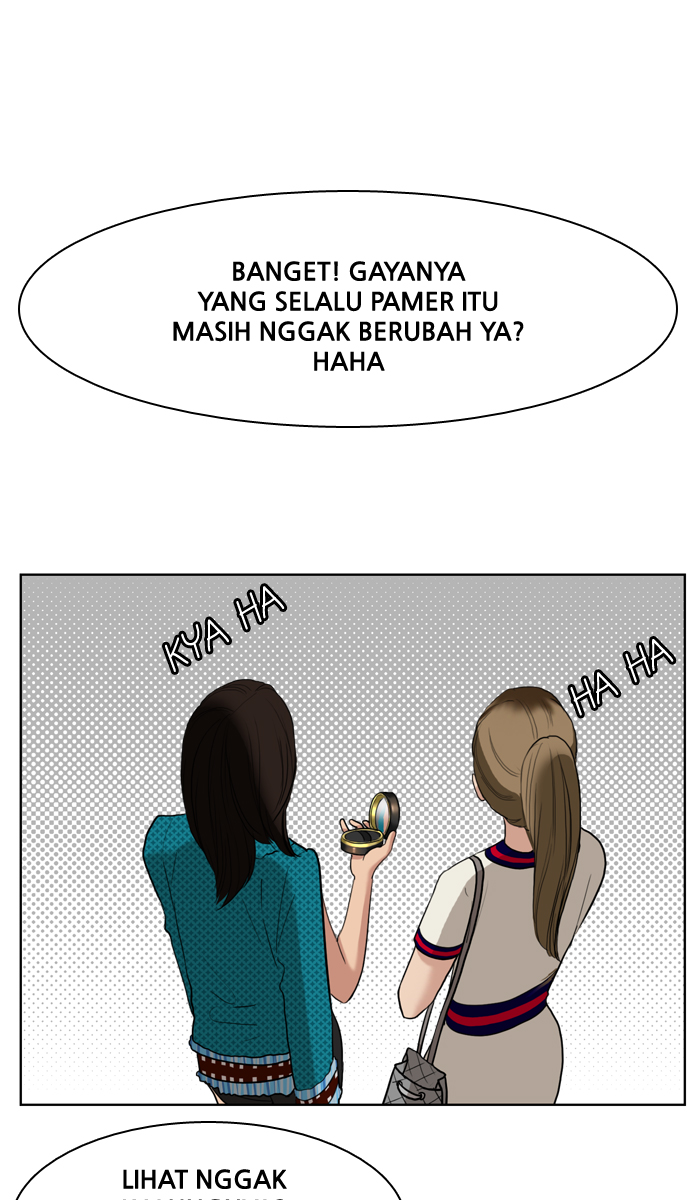 BANGET! GAYANYA
YANG SELALU PAMER ITU
MASIH NGGAK BERUBAH YA?
HAHA
KYA HA
HA HA
LIHAT NGGAK